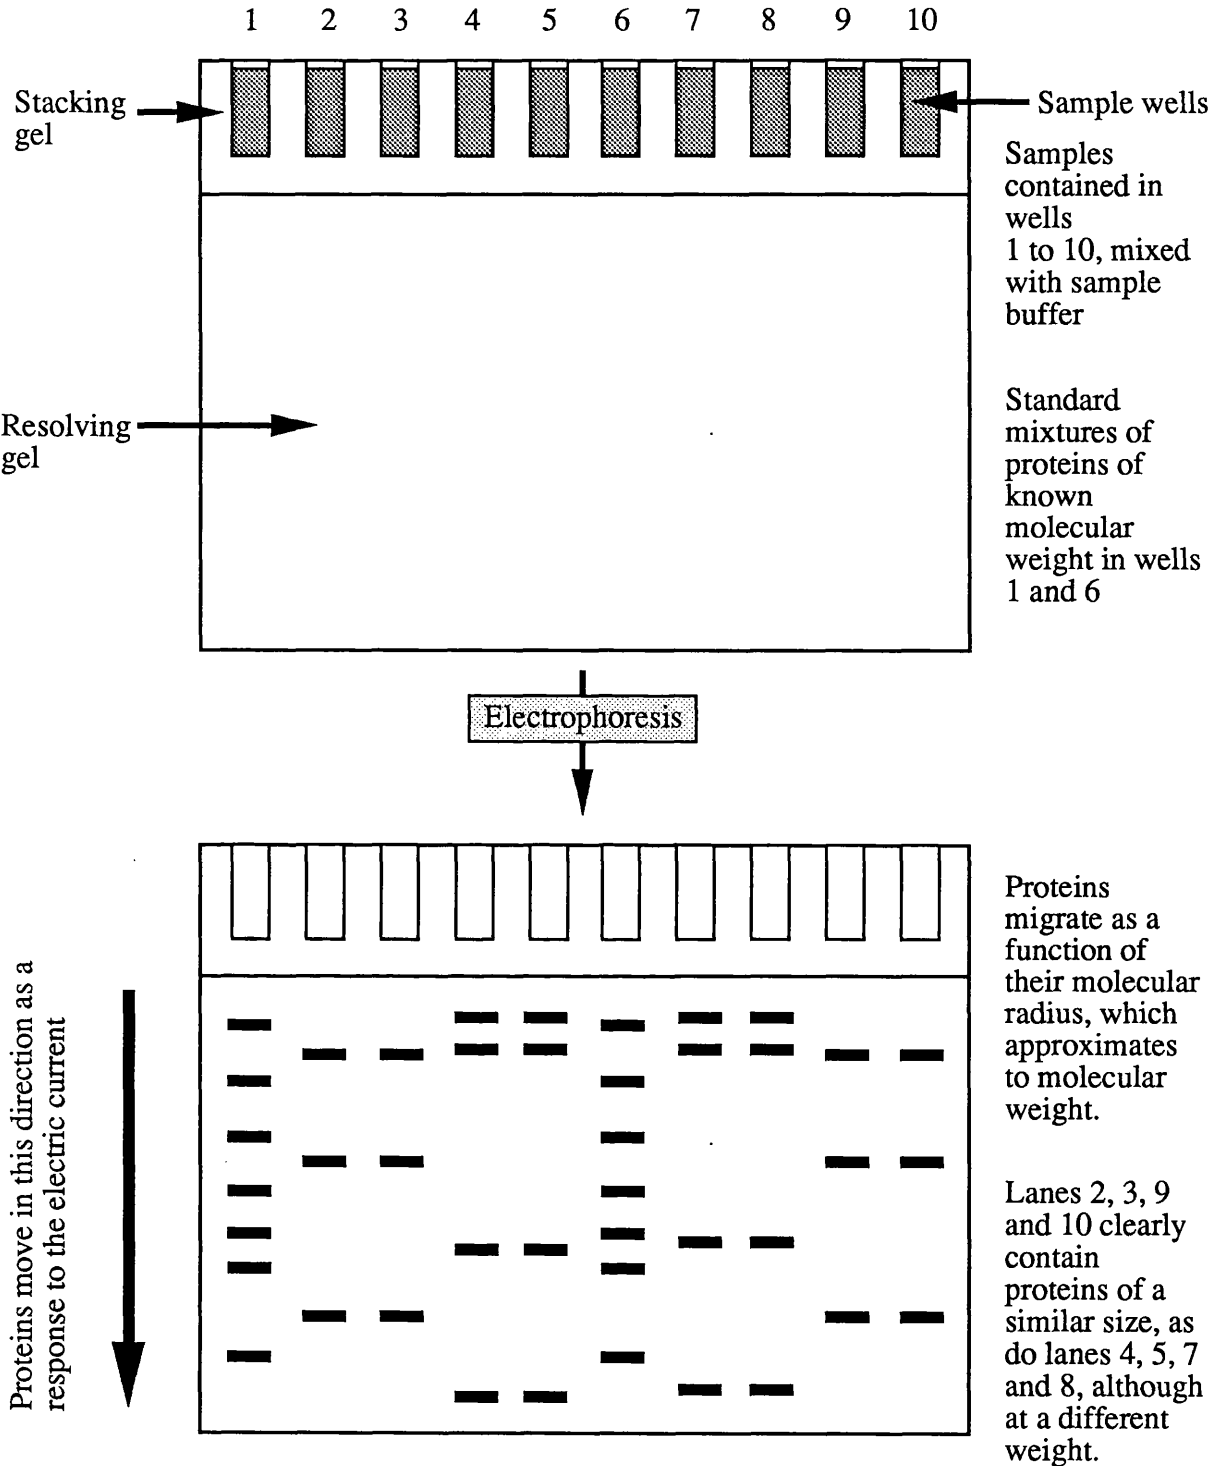 1 2 3 4 5 6 7 8 9 10
Stacking
gel
Sample wells
Samples
contained in
wells
1 to 10, mixed
with sample
buffer
Resolving
gel
Standard
mixtures of
proteins of
known
molecular
weight in wells
1 and 6
Electrophoresis
Proteins move in this direction as a
response to the electric current
Proteins
migrate as a
function of
their molecular
radius, which
approximates
to molecular
weight.
Lanes 2, 3, 9
and 10 clearly
contain
proteins of a
similar size, as
do lanes 4, 5, 7
and 8, although
at a different
weight.